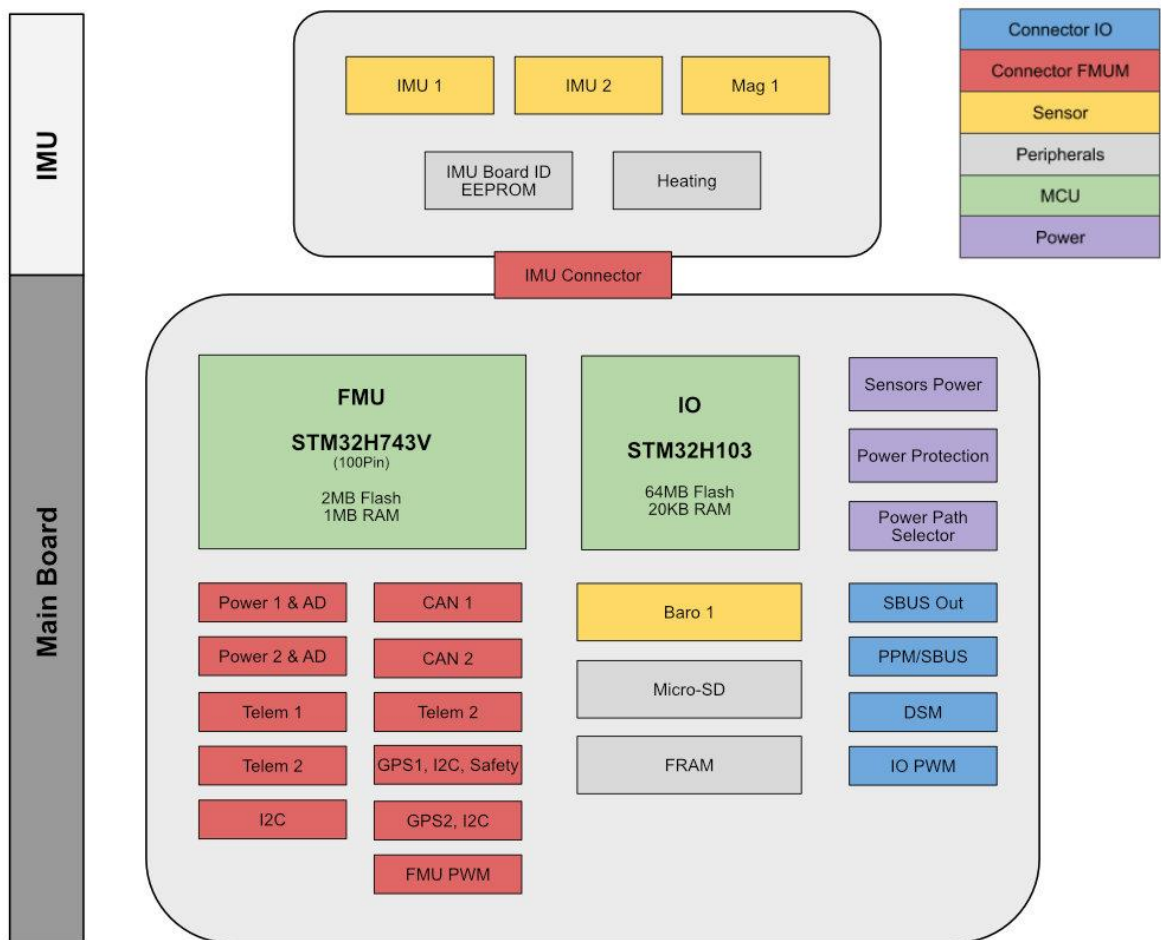 IMU
IMU 1
IMU 2
Mag 1
IMU Board ID
EEPROM
Heating
IMU Connector
Connector IO
Connector FMUM
Sensor
Peripherals
MCU
Power
Main Board
FMU
STM32H743V
(100Pin)
2MB Flash
1MB RAM
IO
STM32H103
64MB Flash
20KB RAM
Sensors Power
Power Protection
Power Path
Selector
Power 1 & AD
Power 2 & AD
Telem 1
Telem 2
I2C
CAN 1
CAN 2
Telem 2
GPS1, I2C, Safety
GPS2, I2C
FMU PWM
Baro 1
Micro-SD
FRAM
SBUS Out
PPM/SBUS
DSM
IO PWM